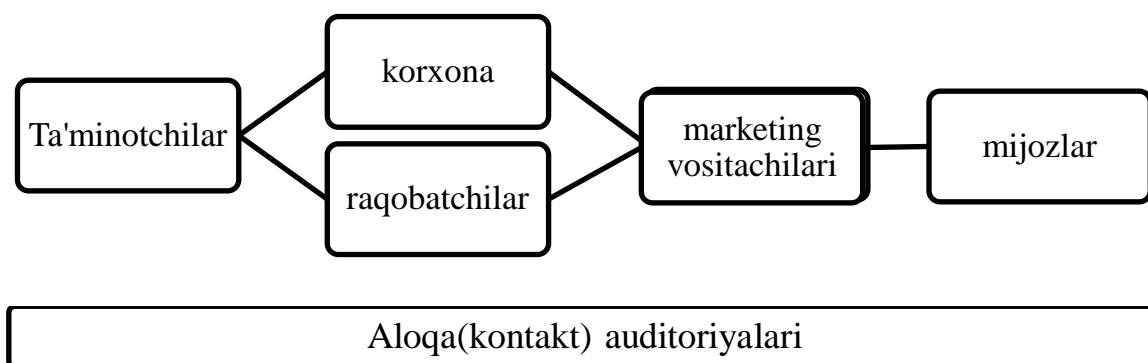 korxona
Ta'minotchilar
marketing
vositachilari
mijozlar
raqobatchilar
Aloqa(kontakt) auditoriyalari